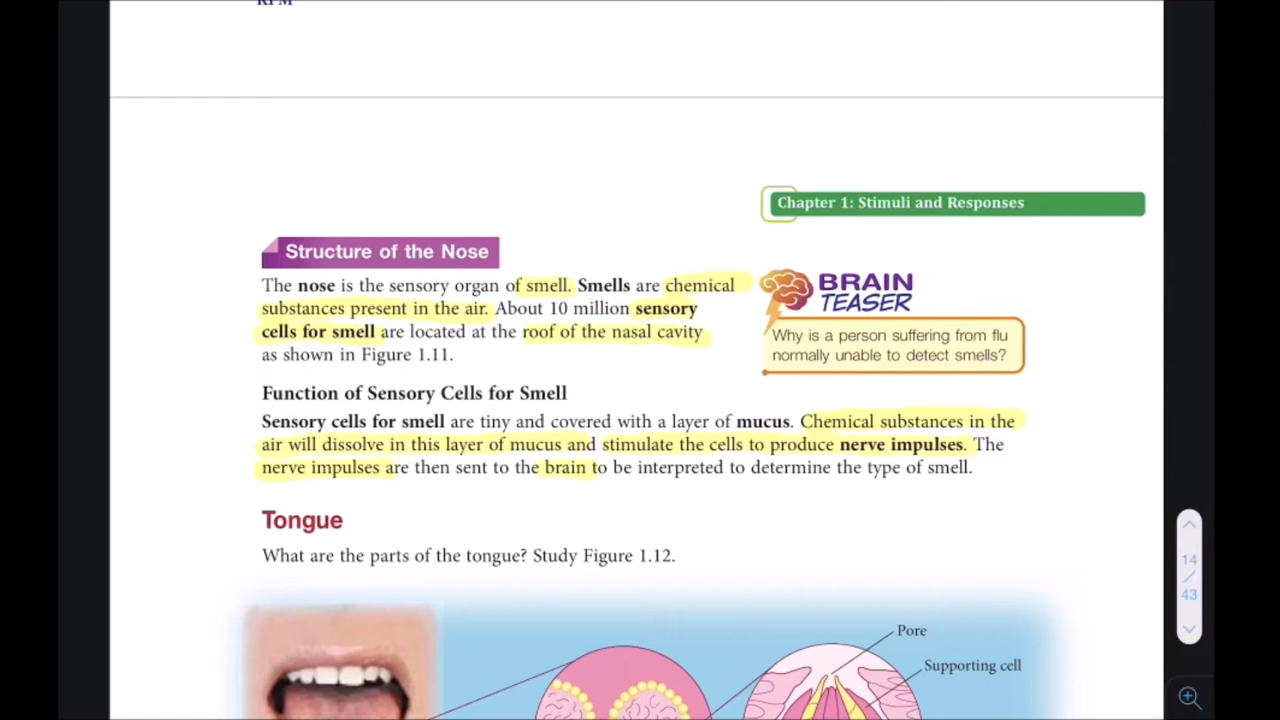 Chapter 1: Stimuli and Responses
Structure of the Nose
The nose is the sensory organ of smell. Smells are chemical
substances present in the air. About 10 million sensory
cells for smell are located at the roof of the nasal cavity
as shown in Figure 1.11.
BRAIN
TEASER
Why is a person suffering from flu
normally unable to detect smells?
Function of Sensory Cells for Smell
Sensory cells for smell are tiny and covered with a layer of mucus. Chemical substances in the
air will dissolve in this layer of mucus and stimulate the cells to produce nerve impulses. The
nerve impulses are then sent to the brain to be interpreted to determine the type of smell.
Tongue
What are the parts of the tongue? Study Figure 1.12.
Pore
Supporting cell
14
/
43